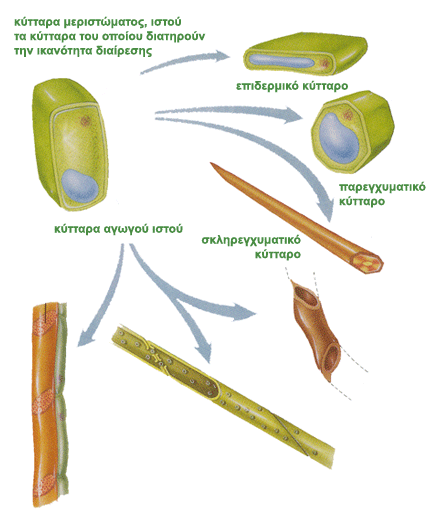 κύτταρα μεριστώματος, ιστού
τα κύτταρα του οποίου διατηρούν
την ικανότητα διαίρεσης
επιδερμικό κύτταρο
παρεγχυματικό
κύτταρο
κύτταρα αγωγού ιστού
σκληρεγχυματικό
κύτταρο